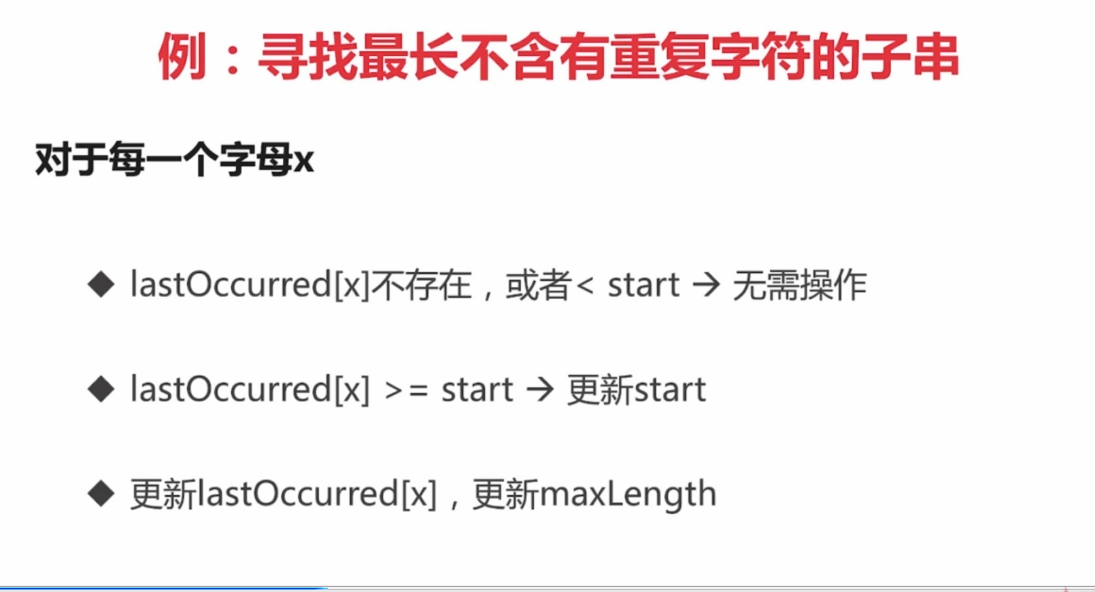 例：寻找最长不含有重复字符的子串
对于每一个字母x
◆ lastOccurred[x]不存在，或者< start → 无需操作
◆ lastOccurred[x] >= start → 更新start
◆ 更新lastOccurred[x]，更新maxLength